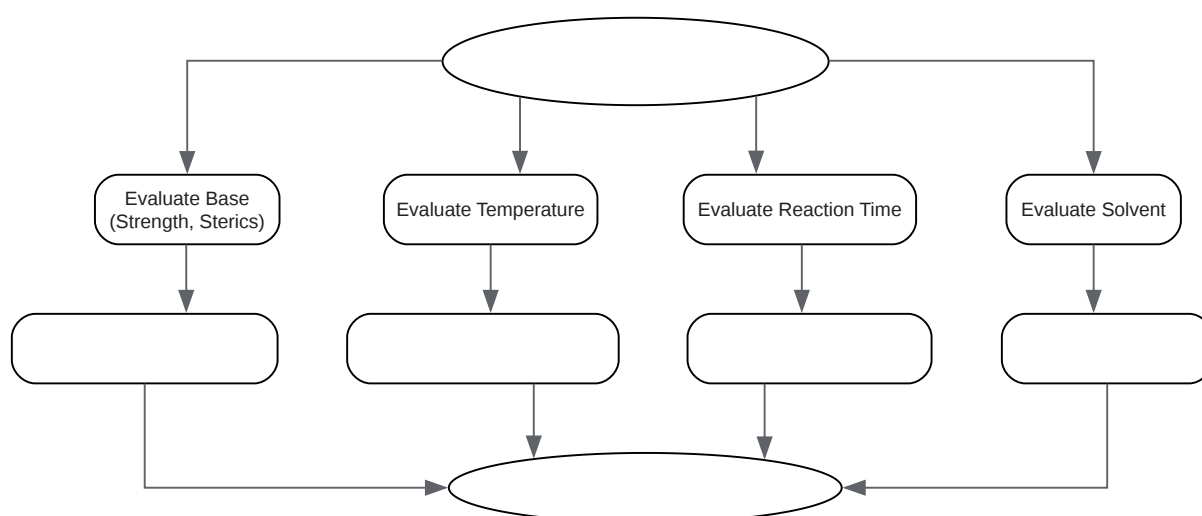 Evaluate Base
(Strength, Sterics)
Evaluate Temperature
Evaluate Reaction Time
Evaluate Solvent